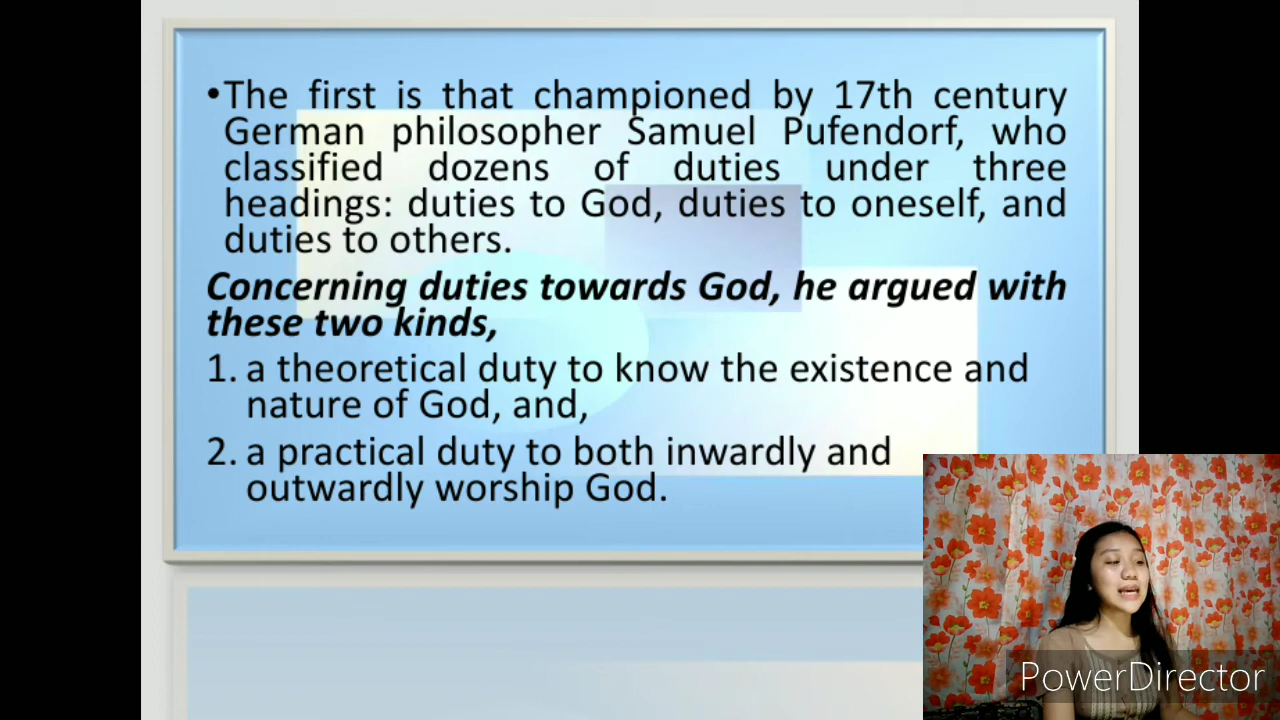 •The first is that championed by 17th century
German philosopher Samuel Pufendorf, who
classified dozens of duties under three
headings: duties to God, duties to oneself, and
duties to others.
Concerning duties towards God, he argued with
these two kinds,
1. a theoretical duty to know the existence and
nature of God, and,
2. a practical duty to both inwardly and
outwardly worship God.
PowerDirector